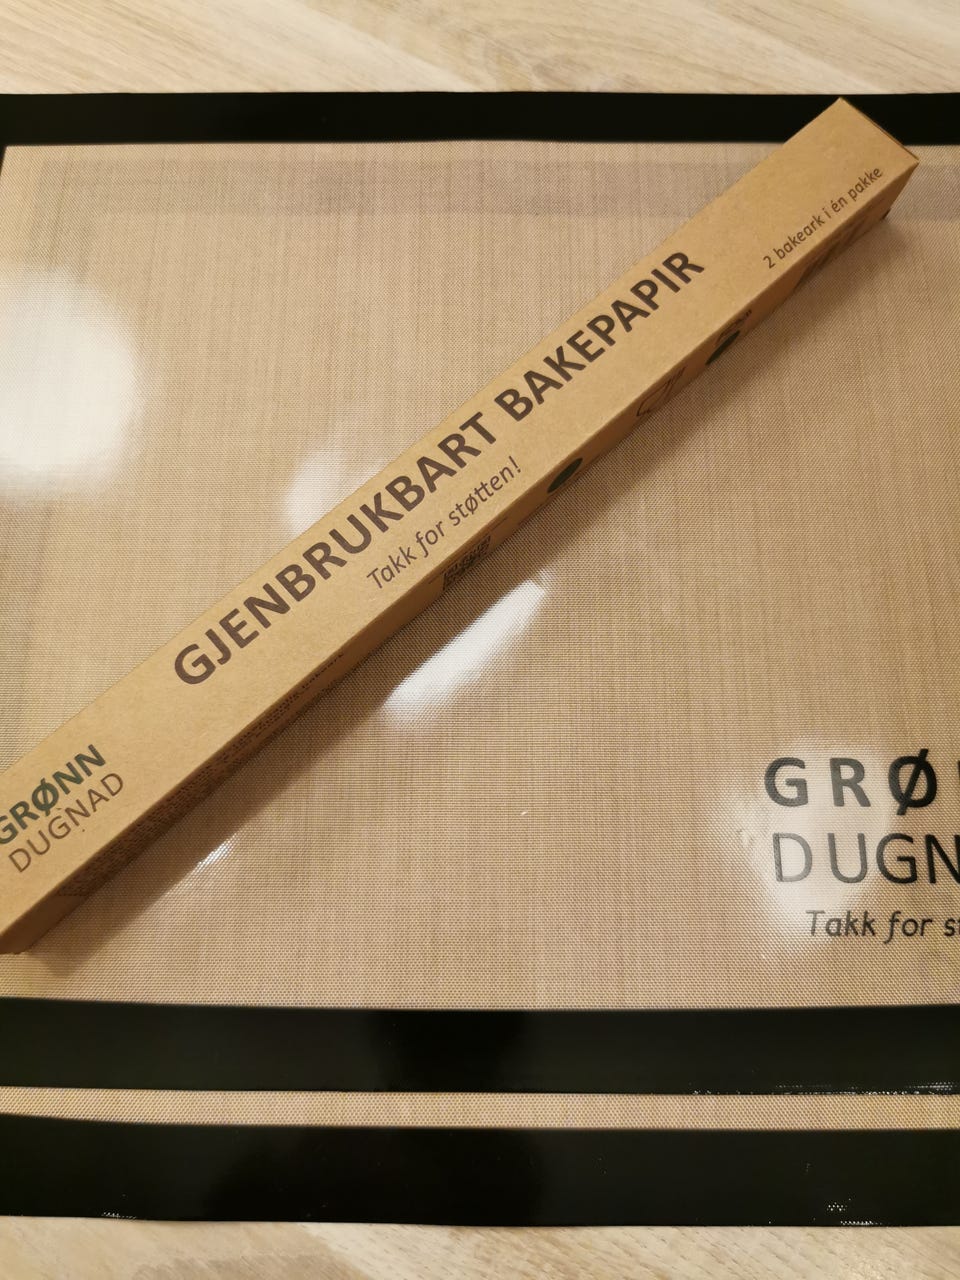 2 bakeark i én pakke
GJENBRUKBART BAKEPAPIR
Takk for støtten!
GRØNN
DUGNAD
GRØ
DUGN
Takk for st